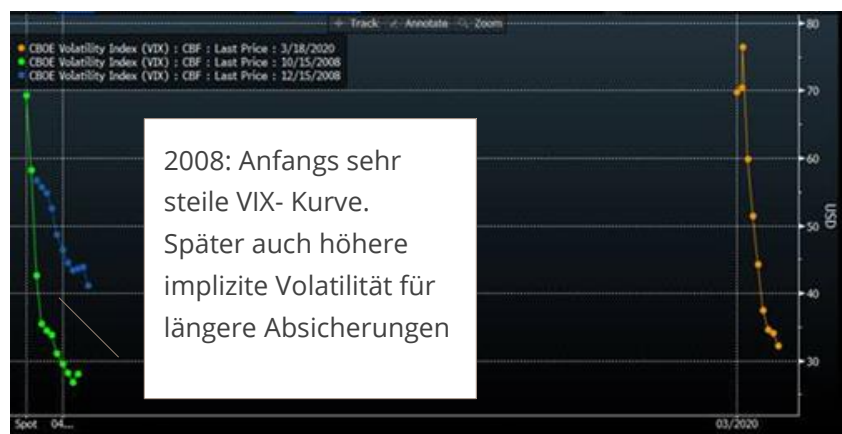 Track Annotate Zoom
CBOE Volatility Index (VIX) : CBF : Last Price : 3/18/2020
CBOE Volatility Index (VIX) : CBF : Last Price : 10/15/2008
CBOE Volatility Index (VIX) : CBF : Last Price : 12/15/2008
2008: Anfangs sehr
steile VIX- Kurve.
Später auch höhere
implizite Volatilität für
längere Absicherungen
80
70
60
50
40
30
USD
Spot 04... 03/2020